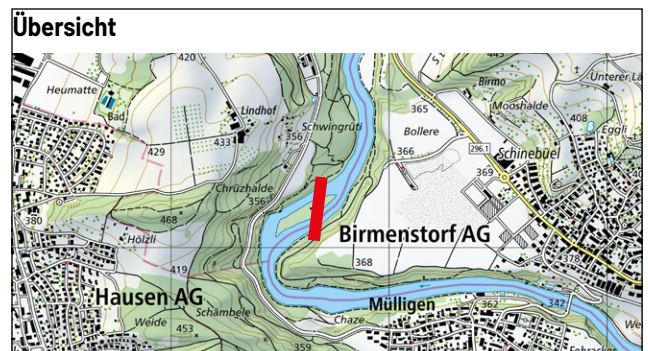 Übersicht
420
Heumatte
Bad
Lindhof
429
433
356
Schwingrüti
Chrüzhalde
356
380
468
Hölzli
419
Hausen AG
Weide
453
Schämbele
359
Chaze
Mülligen
362
342
368
Birmenstorf AG
378
365
Bollere
366
Birmo
Mooshalde
296.1
Schinebüel
369
408
Eggli
Unterer